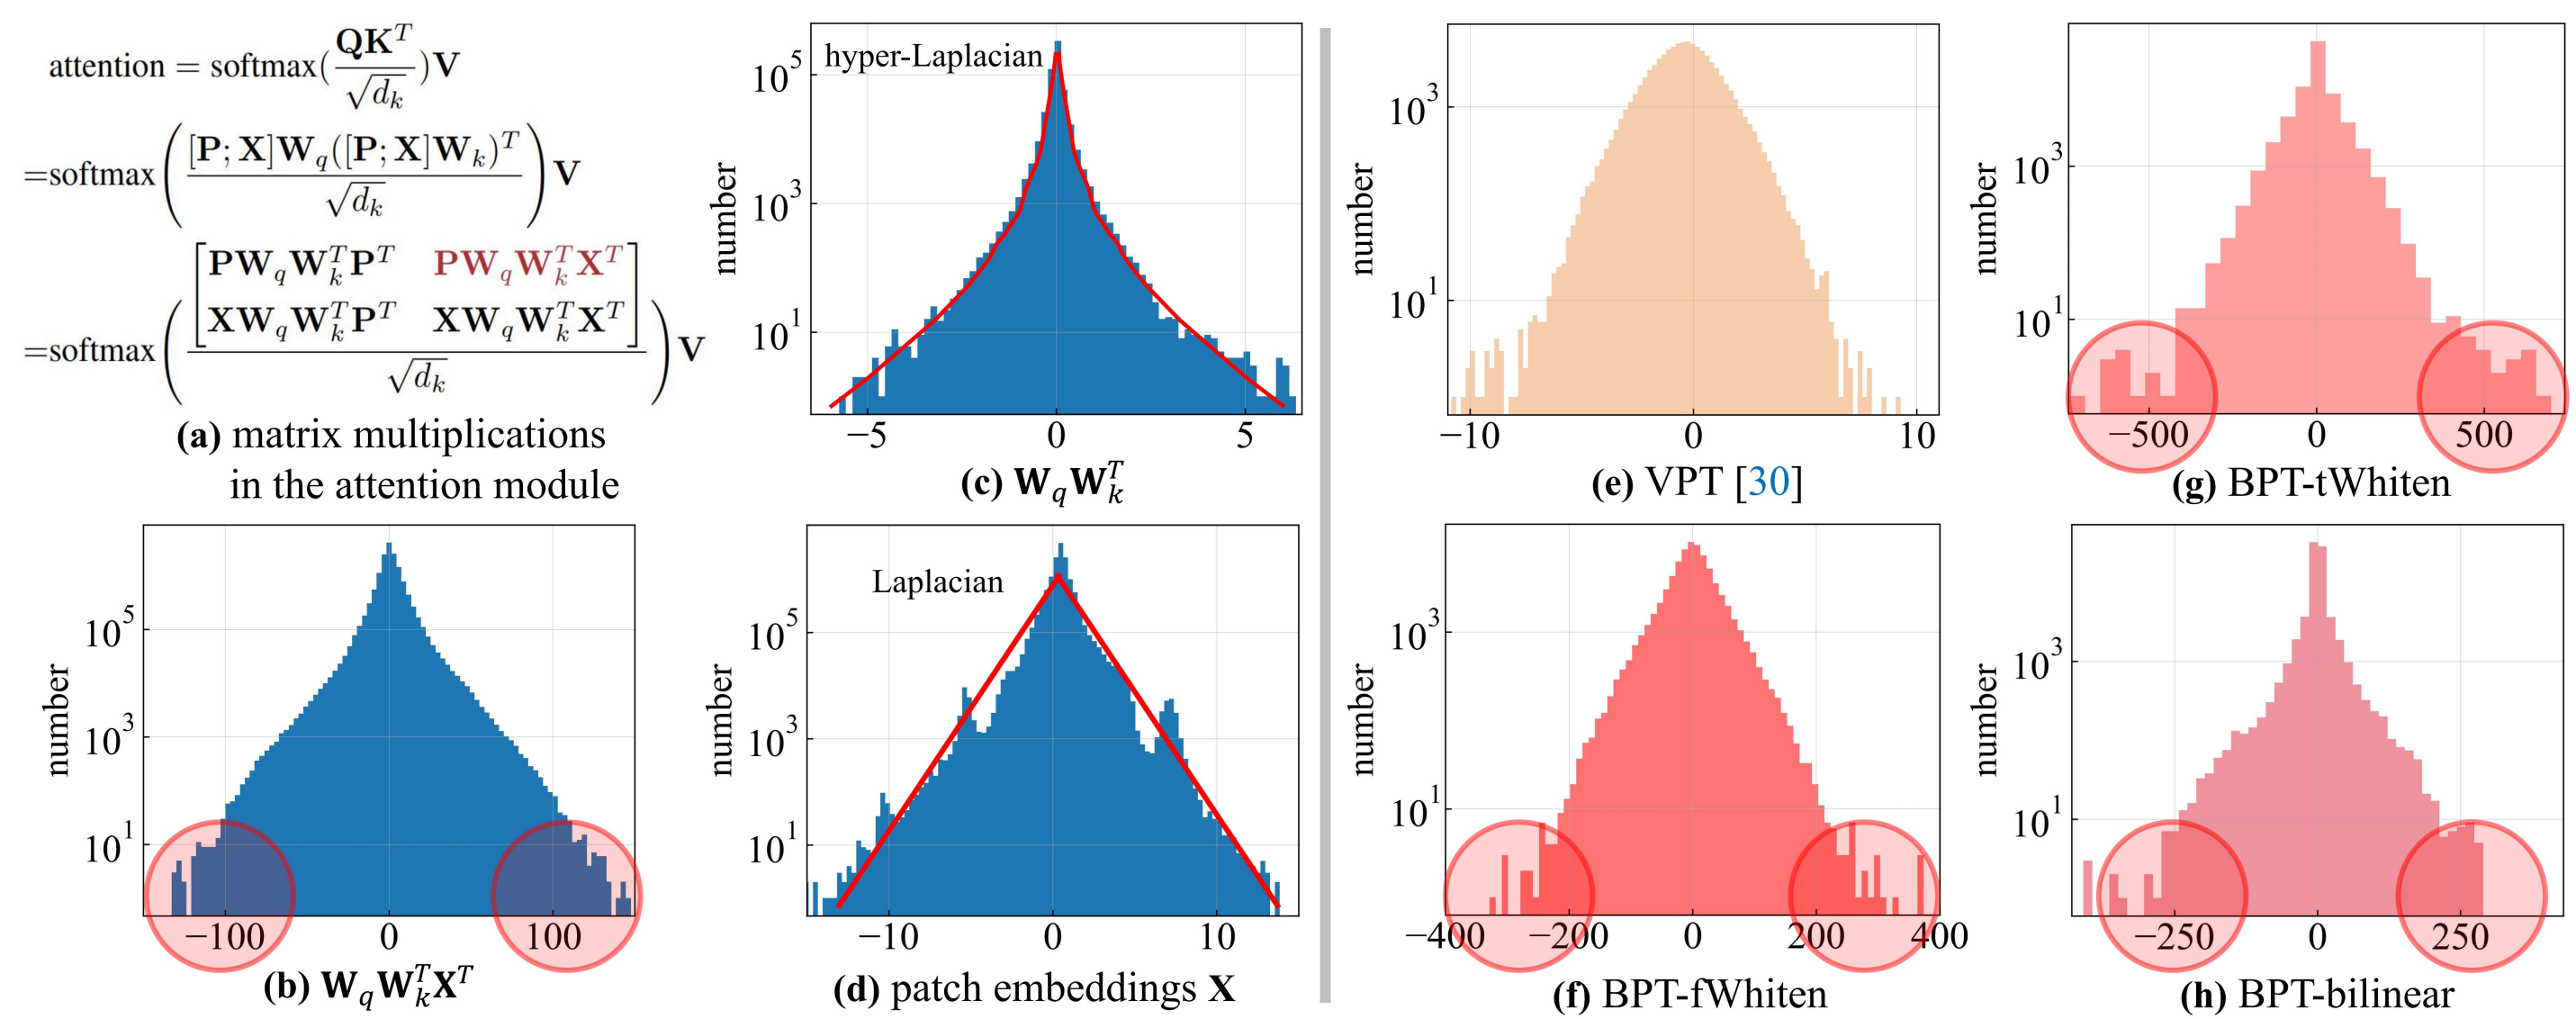 attention = softmax(QK^T / √d_k)V
=softmax([P; X]W_q([P; X]W_k)^T / √d_k)V
=softmax([PW_qW_k^TP^T PW_qW_k^TX^T
XW_qW_k^TP^T XW_qW_k^TX^T] / √d_k)V
(a) matrix multiplications
in the attention module
hyper-Laplacian
number
10^5
10^3
10^1
−5 0 5
(c) W_qW_k^T
number
10^5
10^3
10^1
−100 0 100
(b) W_qW_k^TX^T
Laplacian
number
10^5
10^3
10^1
−10 0 10
(d) patch embeddings X
number
10^3
10^1
−10 0 10
(e) VPT [30]
number
10^3
10^1
−500 0 500
(g) BPT-tWhiten
number
10^3
10^1
−400 −200 0 200 400
(f) BPT-fWhiten
number
10^3
10^1
−250 0 250
(h) BPT-bilinear